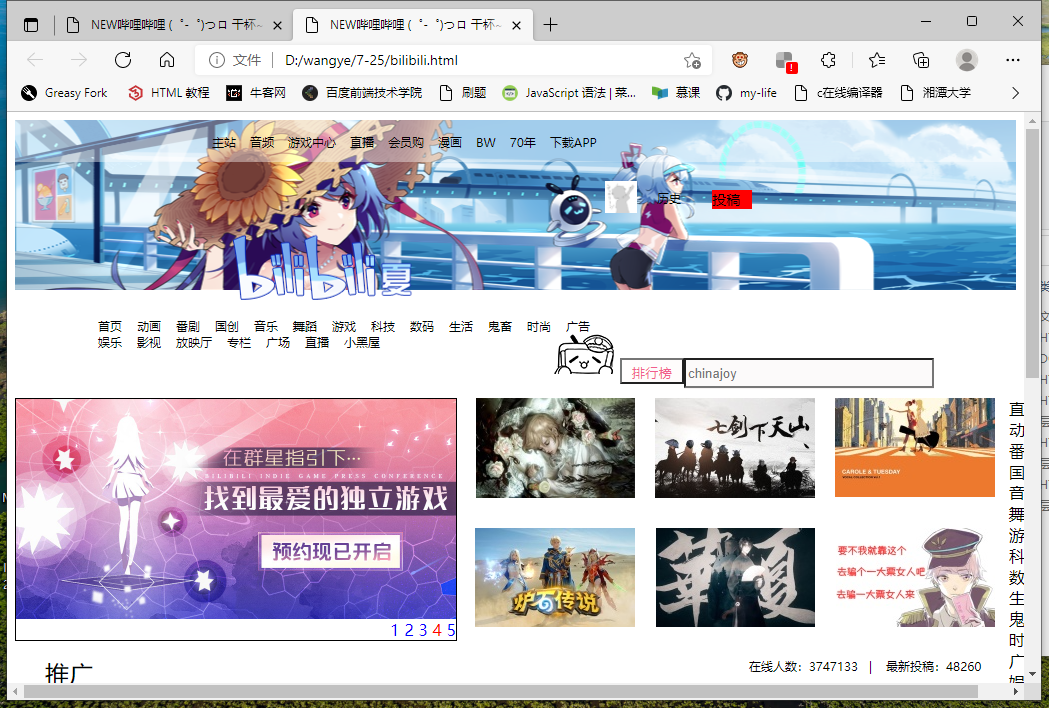 NEW哔哩哔哩 ( ゜- ゜)つロ 干杯~
NEW哔哩哔哩 ( ゜- ゜)つロ 干杯~
文件 D:/wangye/7-25/bilibili.html
Greasy Fork HTML 教程 牛客网 百度前端技术学院 刷题 JavaScript 语法 | 菜... 慕课 my-life c在线编译器 湘潭大学
主站 音频 游戏中心 直播 会员购 漫画 BW 70年 下载APP
历史 投稿
bilibili夏
首页 动画 番剧 国创 音乐 舞蹈 游戏 科技 数码 生活 鬼畜 时尚 广告
娱乐 影视 放映厅 专栏 广场 直播 小黑屋
排行榜 chinajoy
在群星指引下···
BILIBILI INDIE GAME PRESS CONFERENCE
找到最爱的独立游戏
预约现已开启
1 2 3 4 5
七剑下天山
CAROLE & TUESDAY
炉石传说
華夏
要不我就靠这个
去骗个一大票女人吧
去骗一大票女人来
直
动
番
国
音
舞
游
科
数
生
鬼
时
广
娱
推广
在线人数：3747133 | 最新投稿：48260